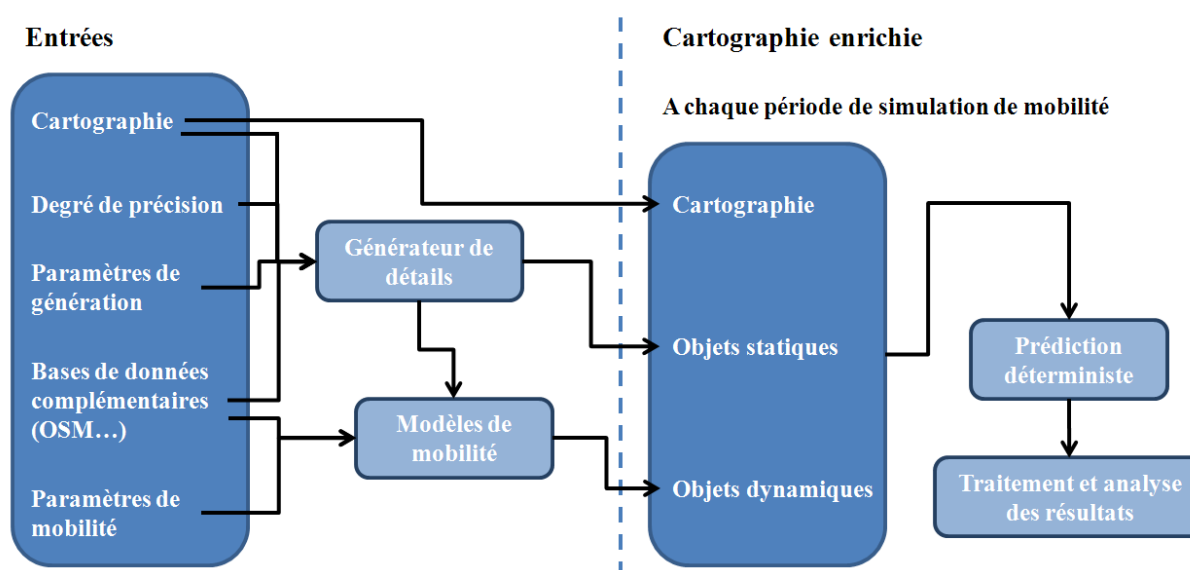 Entrées
Cartographie
Degré de précision
Paramètres de
génération
Bases de données
complémentaires
(OSM…)
Paramètres de
mobilité
Générateur de
détails
Modèles de
mobilité
Cartographie enrichie
A chaque période de simulation de mobilité
Cartographie
Objets statiques
Objets dynamiques
Prédiction
déterministe
Traitement et analyse
des résultats